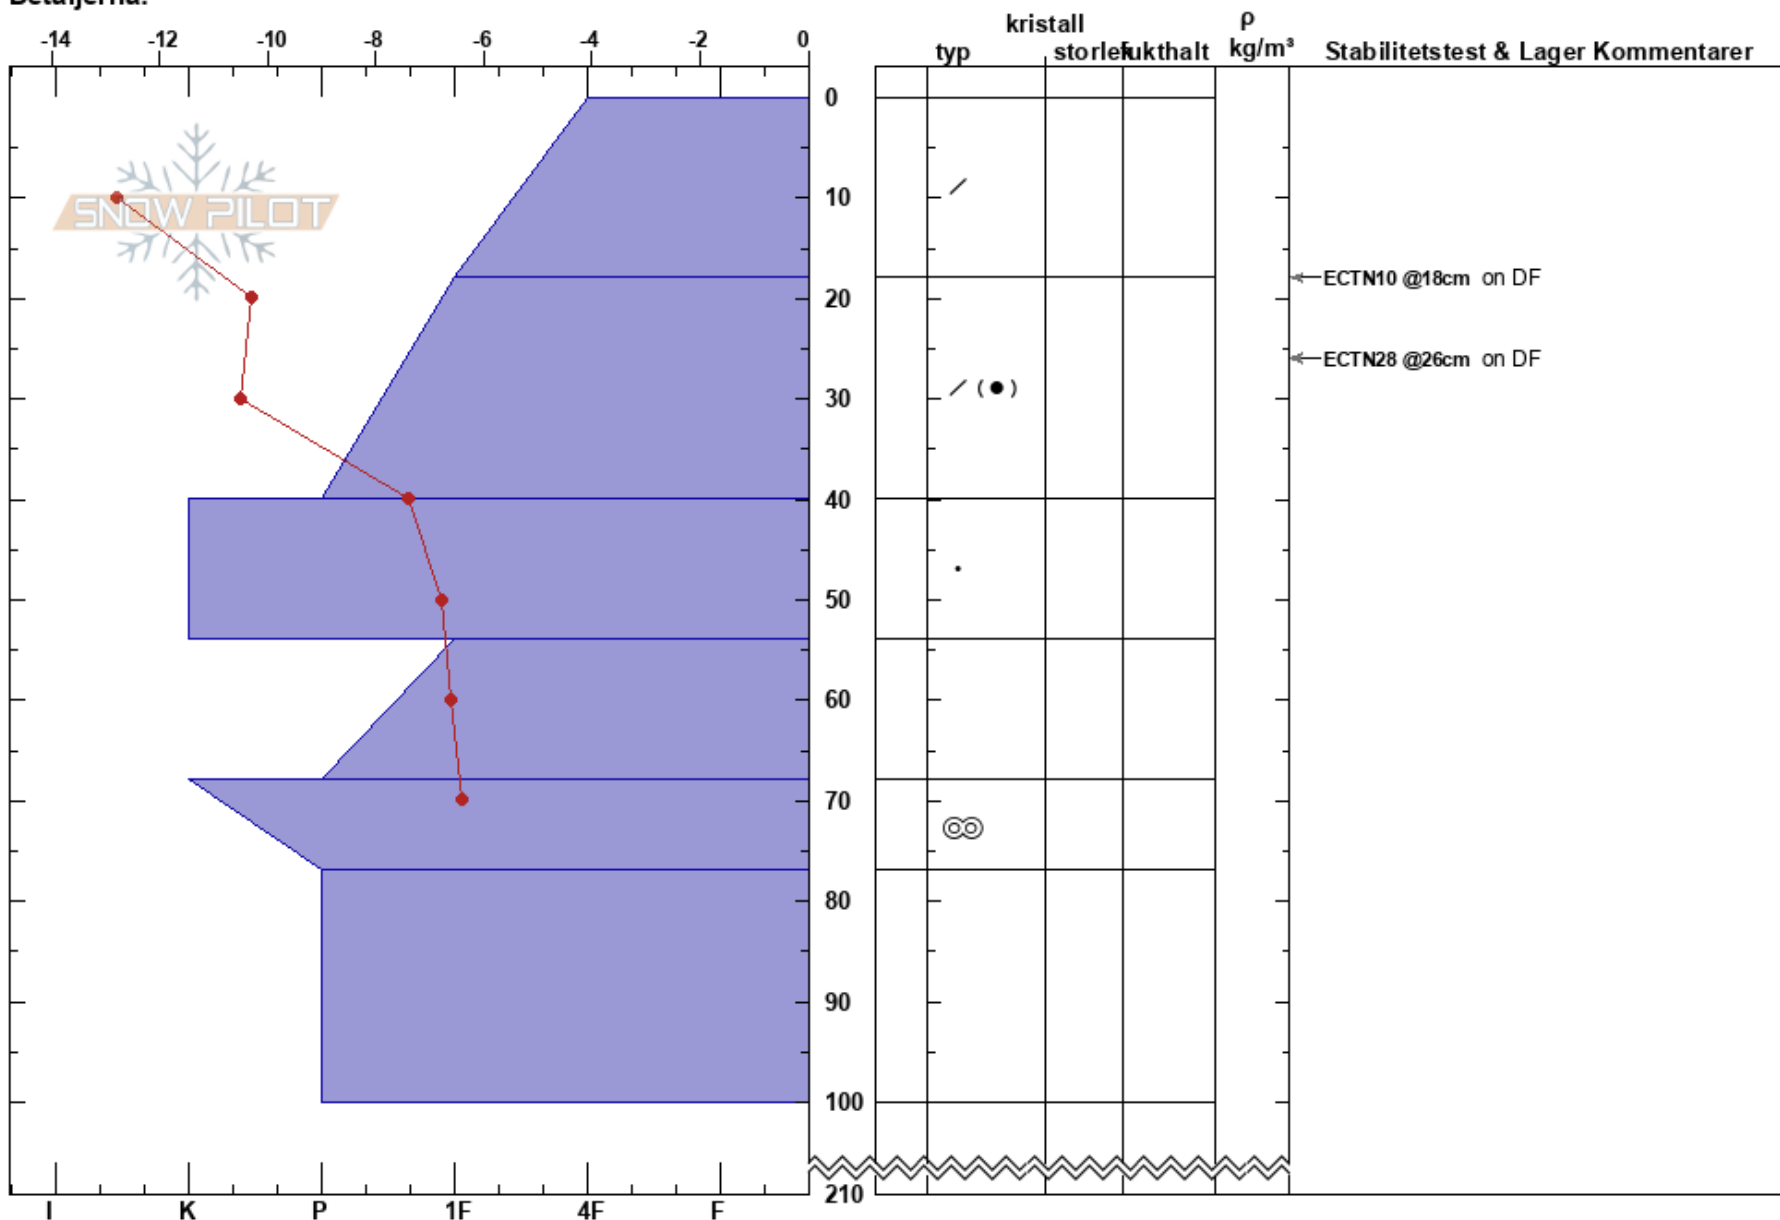 Detaljerna:
kristall ρ
-14 -12 -10 -8 -6 -4 -2 0 typ storlek fukthalt kg/m³ Stabilitetstest & Lager Kommentarer
0
10
SNOW PILOT
ECTN10 @18cm on DF
20
ECTN28 @26cm on DF
30
40
50
60
70
80
90
100
210
I K P 1F 4F F